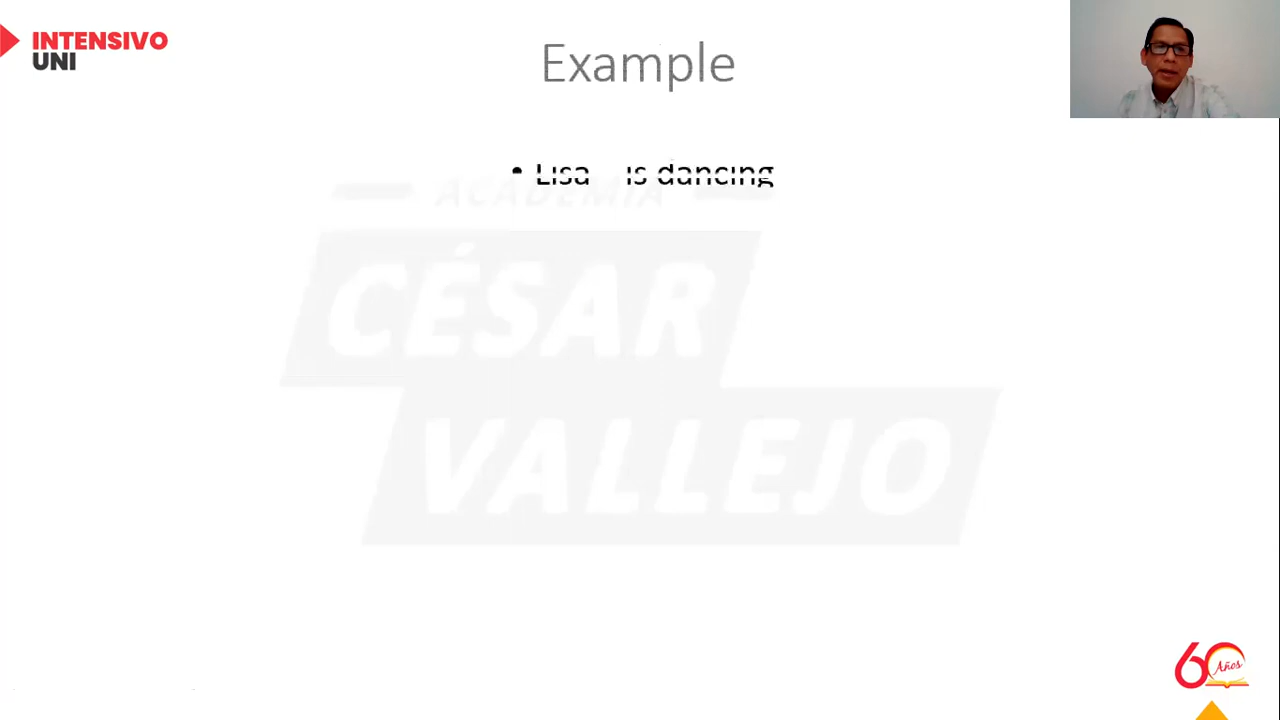 INTENSIVO
UNI
Example
• Lisa is dancing
ACADEMIA
CÉSAR
VALLEJO
60
Años